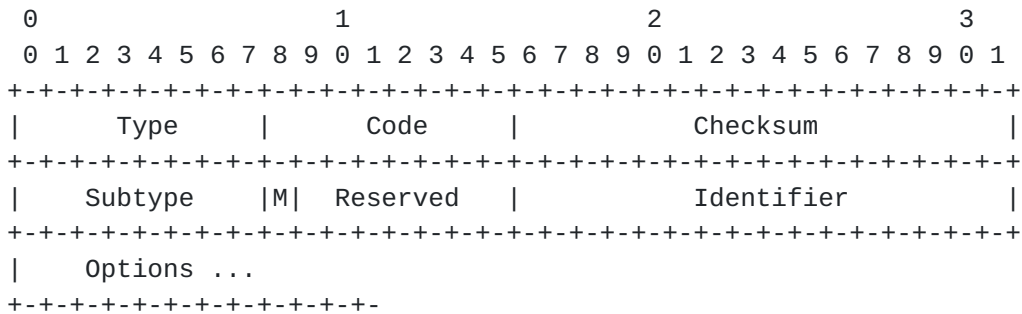 0                   1                   2                   3
 0 1 2 3 4 5 6 7 8 9 0 1 2 3 4 5 6 7 8 9 0 1 2 3 4 5 6 7 8 9 0 1
+-+-+-+-+-+-+-+-+-+-+-+-+-+-+-+-+-+-+-+-+-+-+-+-+-+-+-+-+-+-+-+-+
|      Type     |      Code     |           Checksum            |
+-+-+-+-+-+-+-+-+-+-+-+-+-+-+-+-+-+-+-+-+-+-+-+-+-+-+-+-+-+-+-+-+
|    Subtype    |M|  Reserved   |           Identifier          |
+-+-+-+-+-+-+-+-+-+-+-+-+-+-+-+-+-+-+-+-+-+-+-+-+-+-+-+-+-+-+-+-+
|    Options ...
+-+-+-+-+-+-+-+-+-+-+-+-